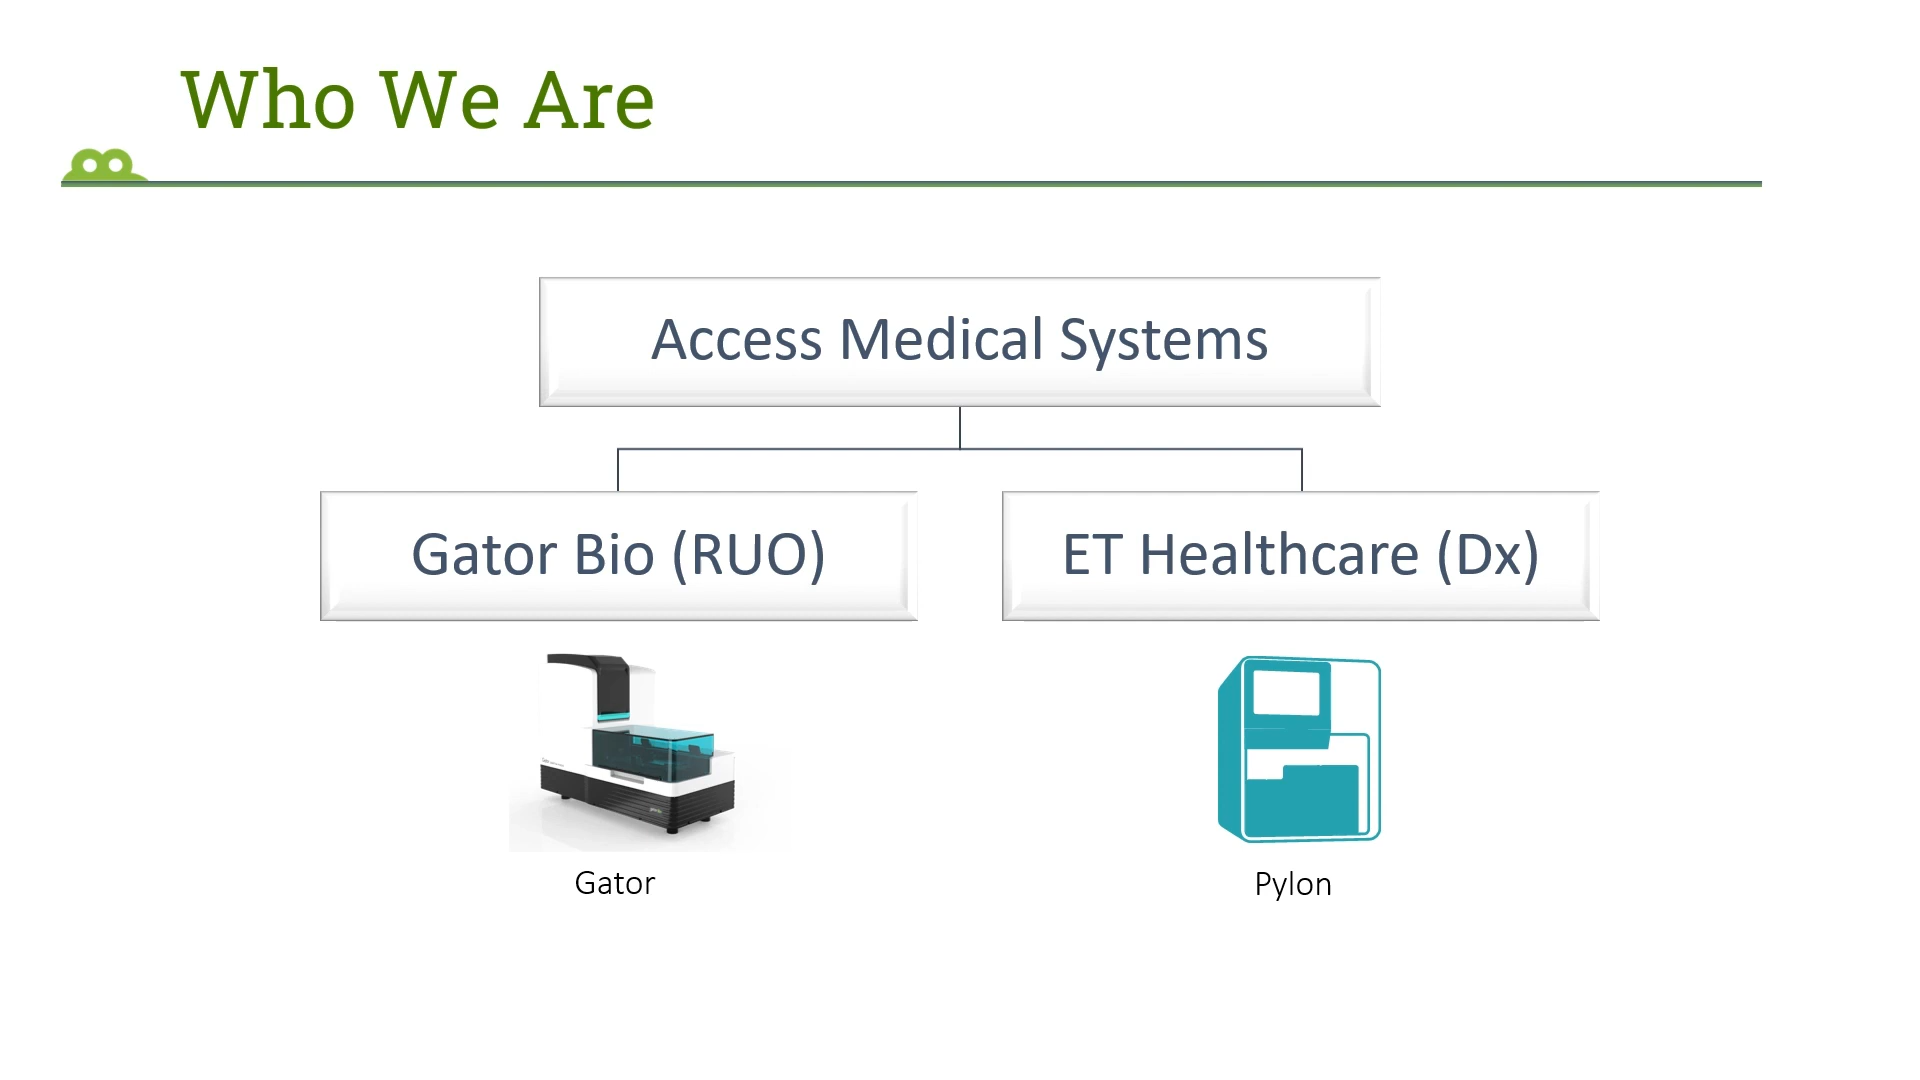 Who We Are
Access Medical Systems
Gator Bio (RUO)
ET Healthcare (Dx)
Gator
Pylon